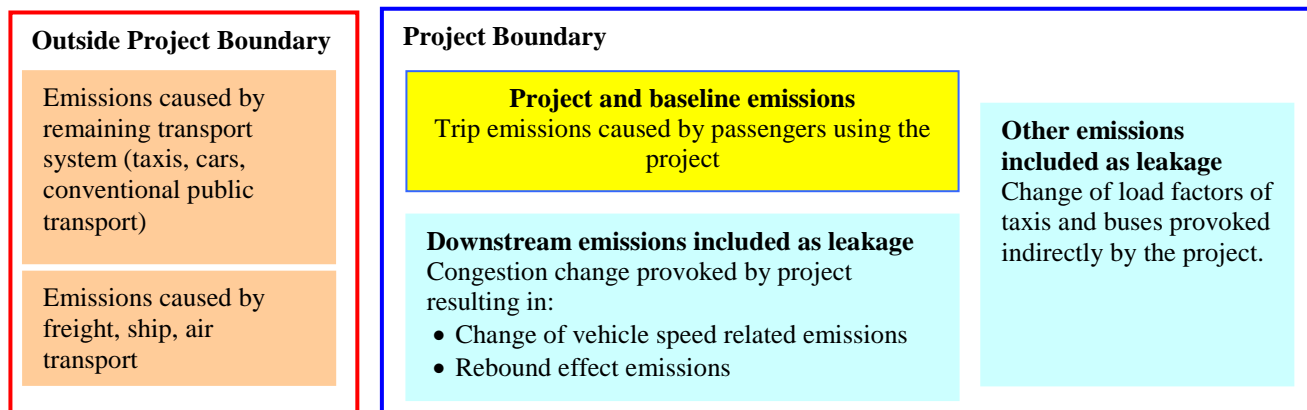 Outside Project Boundary
Emissions caused by
remaining transport
system (taxis, cars,
conventional public
transport)
Emissions caused by
freight, ship, air
transport
Project Boundary
Project and baseline emissions
Trip emissions caused by passengers using the
project
Downstream emissions included as leakage
Congestion change provoked by project
resulting in:
• Change of vehicle speed related emissions
• Rebound effect emissions
Other emissions
included as leakage
Change of load factors of
taxis and buses provoked
indirectly by the project.